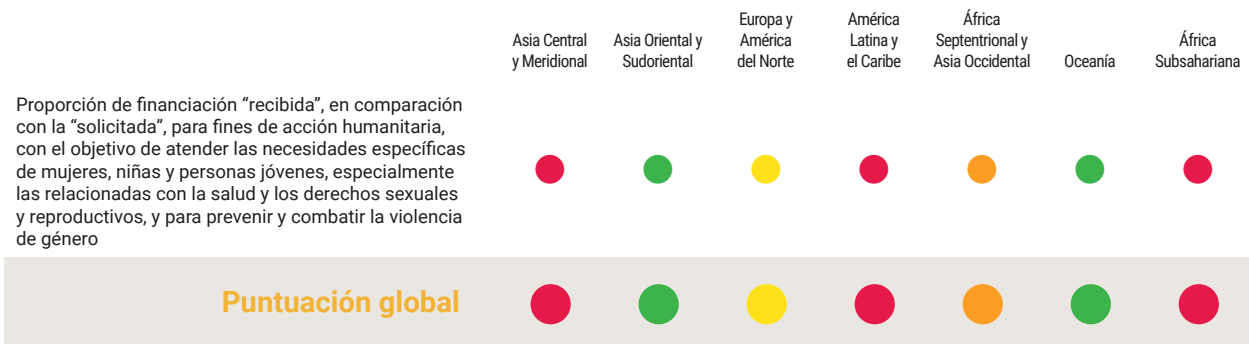 Asia Central
y Meridional
Asia Oriental y
Sudoriental
Europa y
América
del Norte
América
Latina y
el Caribe
África
Septentrional y
Asia Occidental
Oceanía
África
Subsahariana
Proporción de financiación “recibida”, en comparación
con la “solicitada”, para fines de acción humanitaria,
con el objetivo de atender las necesidades específicas
de mujeres, niñas y personas jóvenes, especialmente
las relacionadas con la salud y los derechos sexuales
y reproductivos, y para prevenir y combatir la violencia
de género
Puntuación global